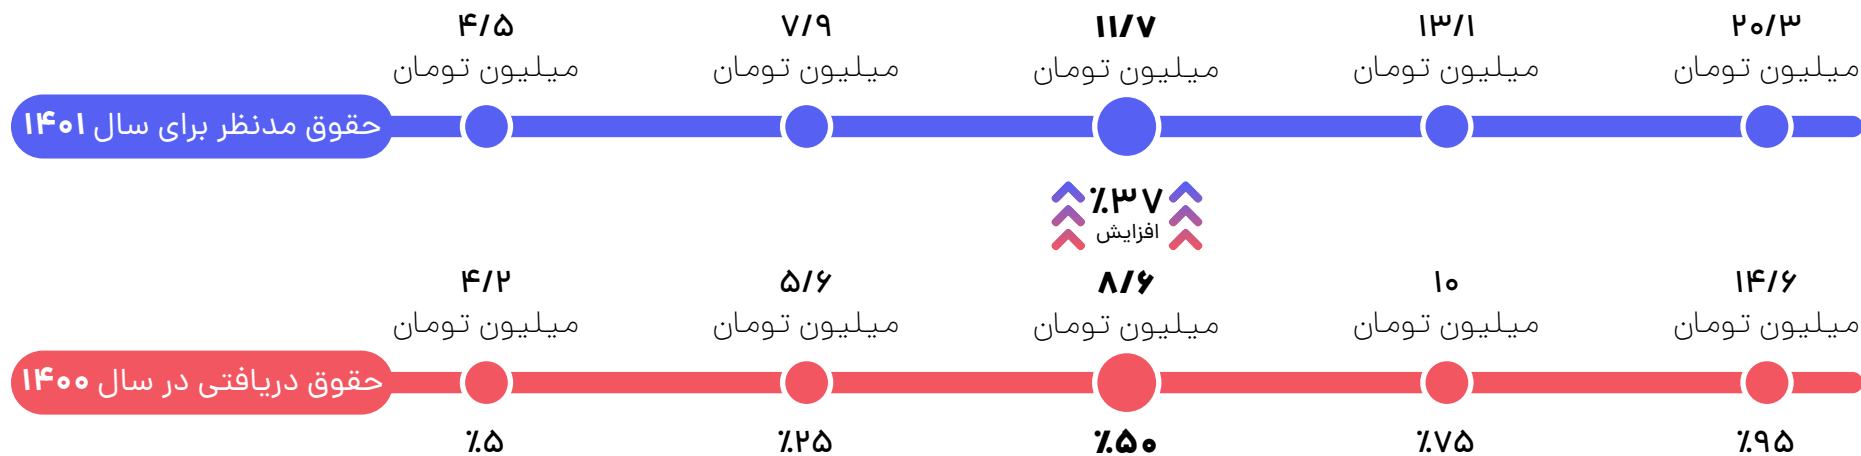 ۴/۵ ۷/۹ ۱۱/۷ ۱۳/۱ ۲۰/۳
میلیون تومان میلیون تومان میلیون تومان میلیون تومان میلیون تومان
حقوق مدنظر برای سال ۱۴۰۱
٪۳۷
افزایش
۴/۲ ۵/۶ ۸/۶ ۱۰ ۱۴/۶
میلیون تومان میلیون تومان میلیون تومان میلیون تومان میلیون تومان
حقوق دریافتی در سال ۱۴۰۰
٪۵ ٪۲۵ ٪۵۰ ٪۷۵ ٪۹۵